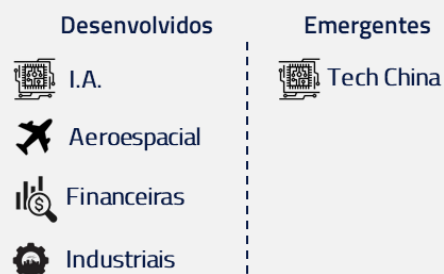 Desenvolvidos
I.A.
Aeroespacial
Financeiras
Industriais
Emergentes
Tech China